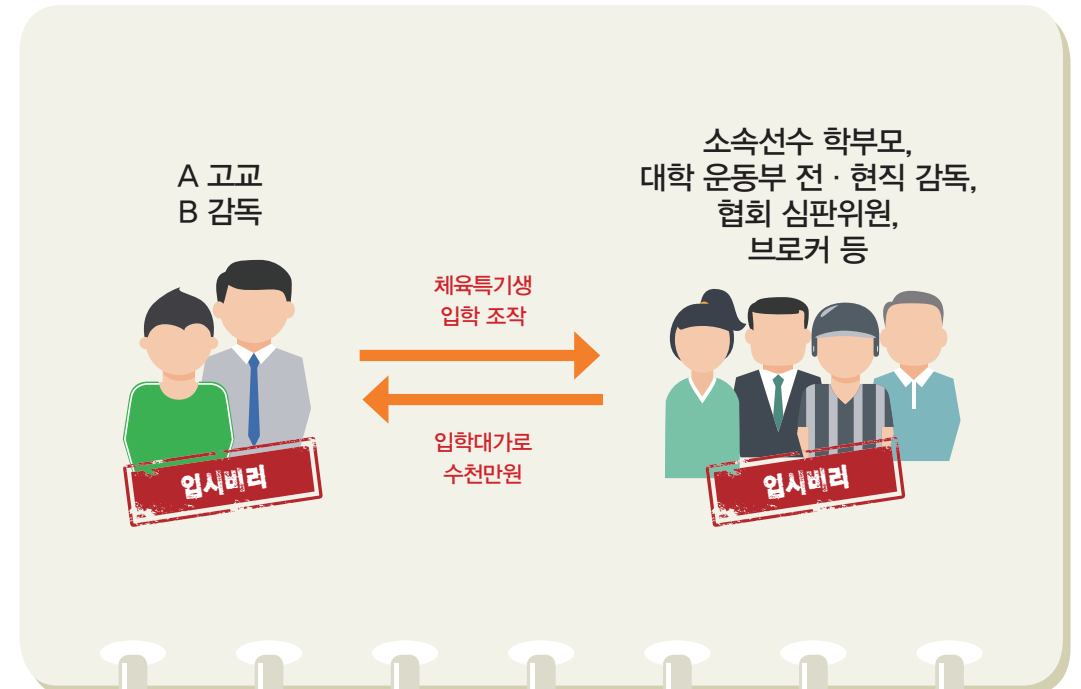 A 고교
B 감독
소속선수 학부모,
대학 운동부 전 · 현직 감독,
협회 심판위원,
브로커 등
체육특기생
입학 조작
입학대가로
수천만원
입시비리
입시비리